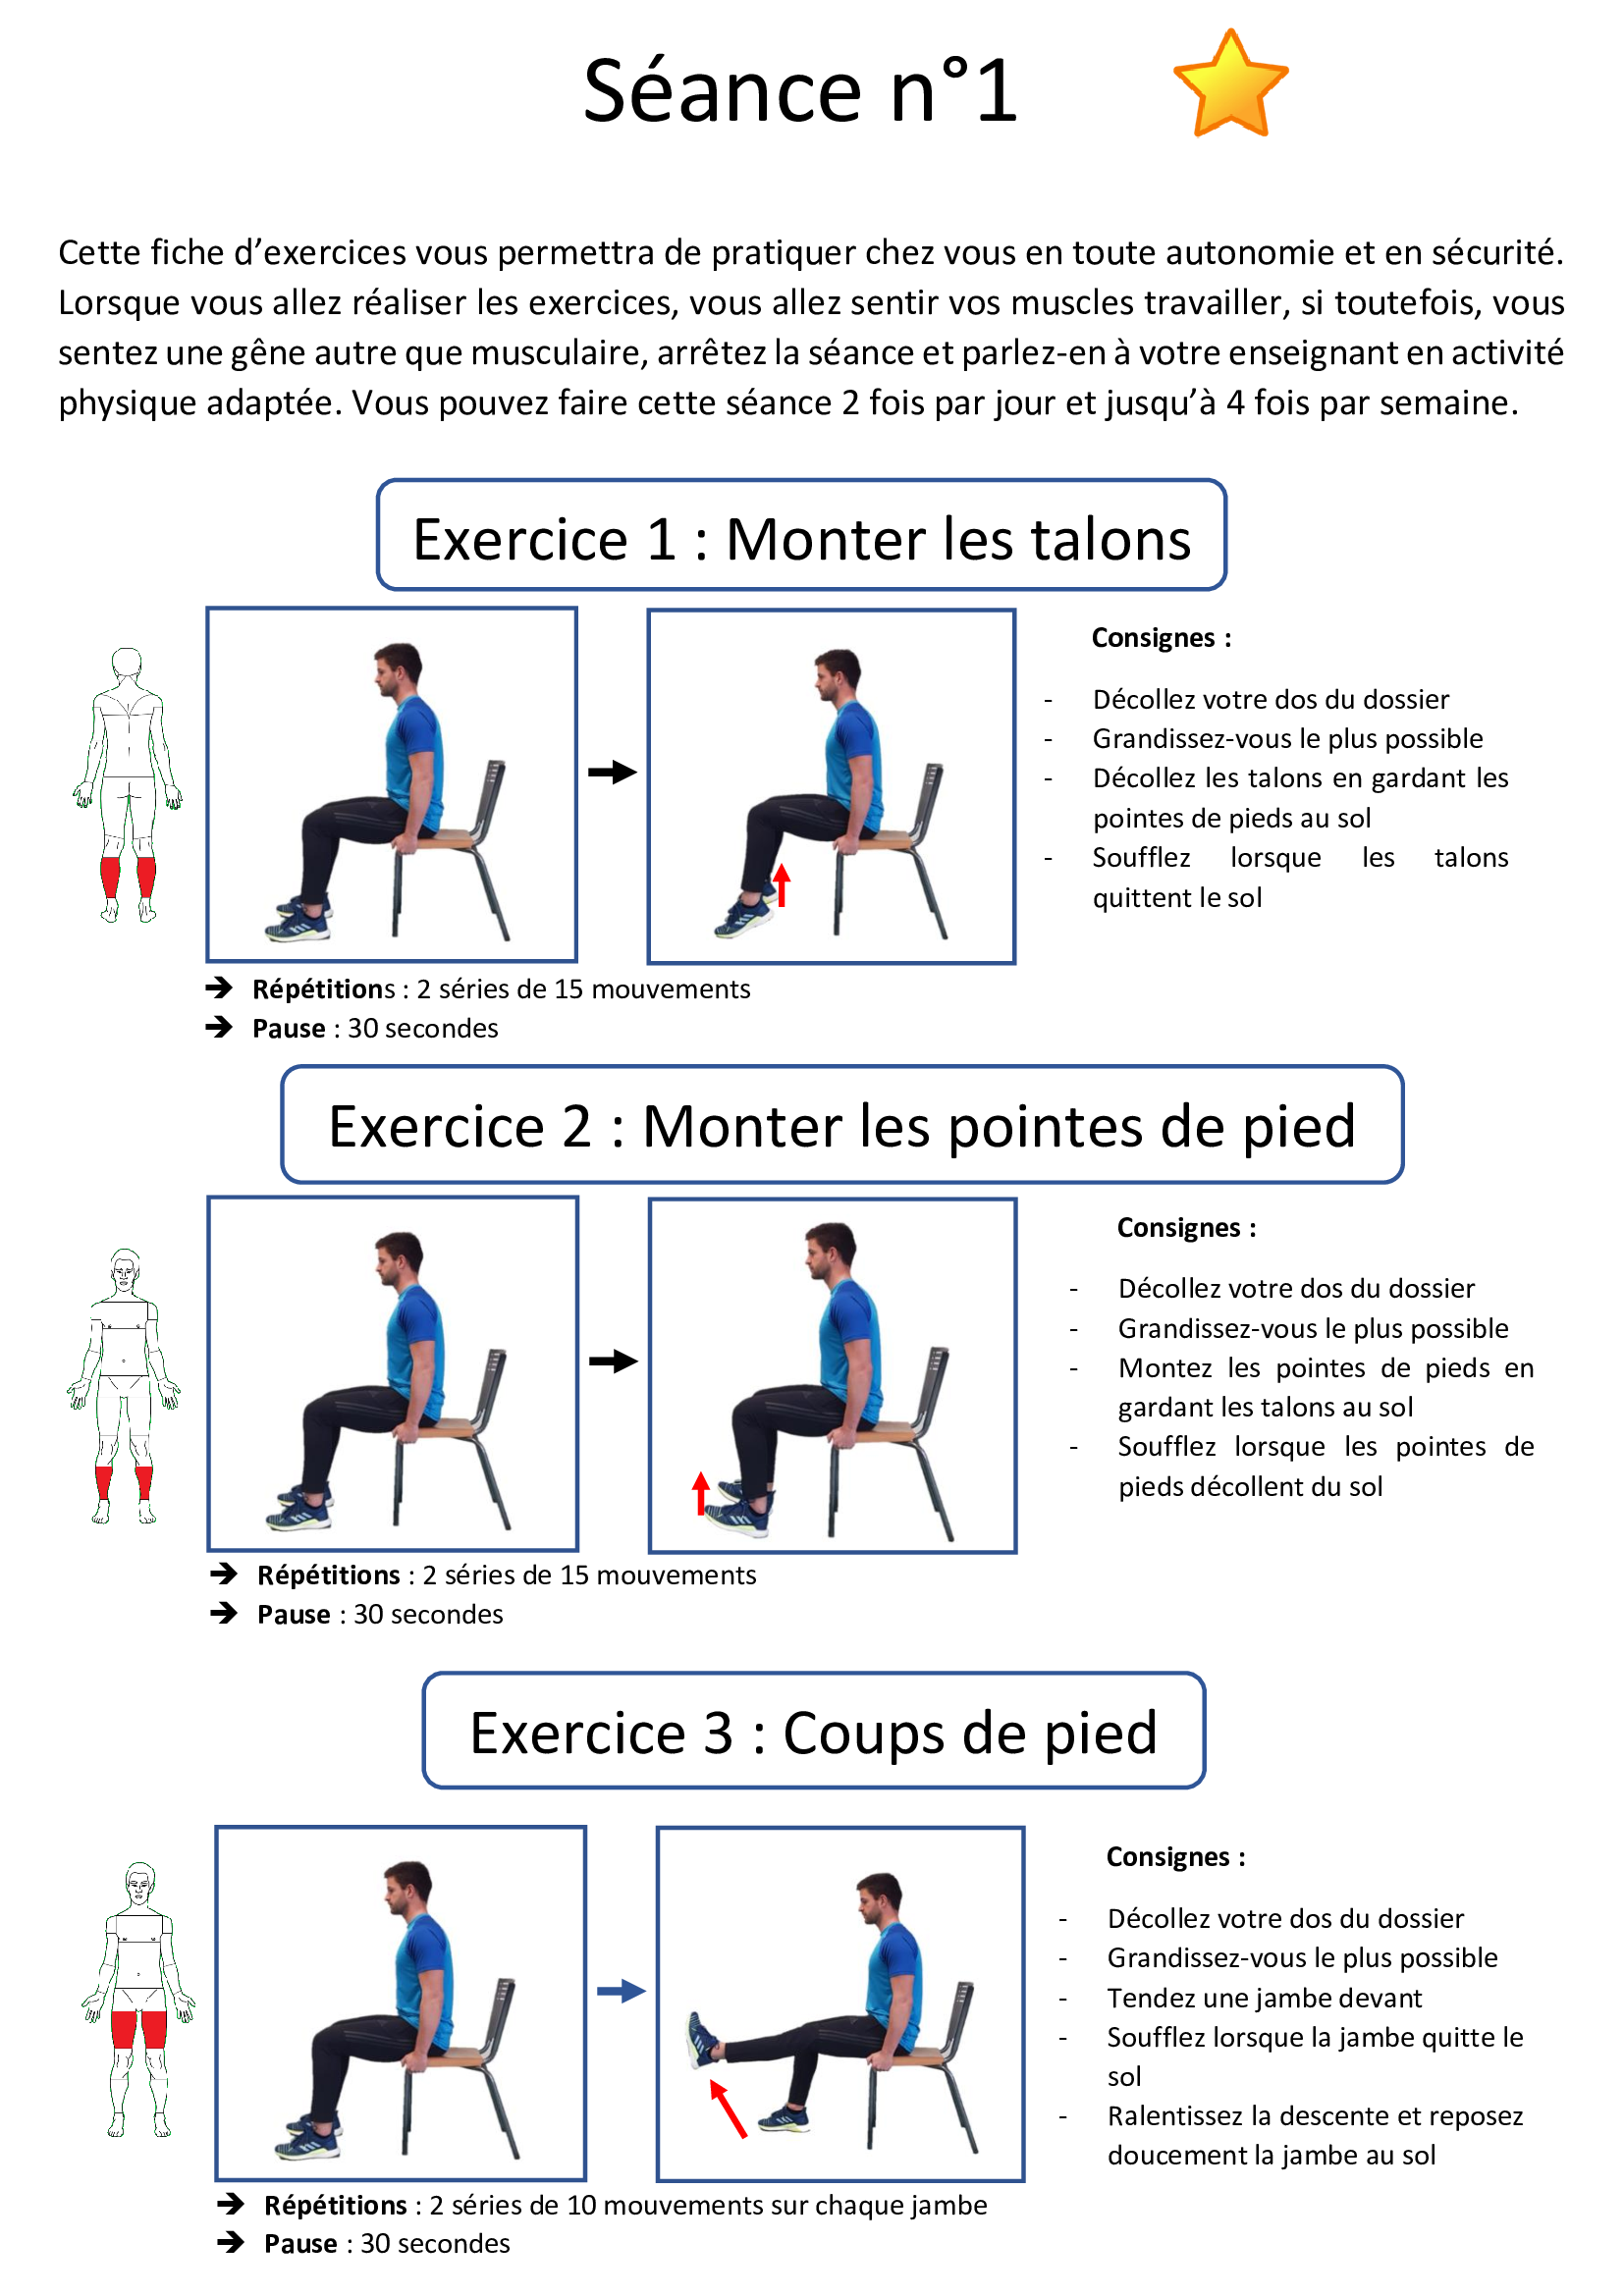 Séance n°1
Cette fiche d’exercices vous permettra de pratiquer chez vous en toute autonomie et en sécurité.
Lorsque vous allez réaliser les exercices, vous allez sentir vos muscles travailler, si toutefois, vous
sentez une gêne autre que musculaire, arrêtez la séance et parlez-en à votre enseignant en activité
physique adaptée. Vous pouvez faire cette séance 2 fois par jour et jusqu’à 4 fois par semaine.
Exercice 1 : Monter les talons
Consignes :
- Décollez votre dos du dossier
- Grandissez-vous le plus possible
- Décollez les talons en gardant les
pointes de pieds au sol
- Soufflez lorsque les talons
quittent le sol
➔ Répétitions : 2 séries de 15 mouvements
➔ Pause : 30 secondes
Exercice 2 : Monter les pointes de pied
Consignes :
- Décollez votre dos du dossier
- Grandissez-vous le plus possible
- Montez les pointes de pieds en
gardant les talons au sol
- Soufflez lorsque les pointes de
pieds décollent du sol
➔ Répétitions : 2 séries de 15 mouvements
➔ Pause : 30 secondes
Exercice 3 : Coups de pied
Consignes :
- Décollez votre dos du dossier
- Grandissez-vous le plus possible
- Tendez une jambe devant
- Soufflez lorsque la jambe quitte le
sol
- Ralentissez la descente et reposez
doucement la jambe au sol
➔ Répétitions : 2 séries de 10 mouvements sur chaque jambe
➔ Pause : 30 secondes